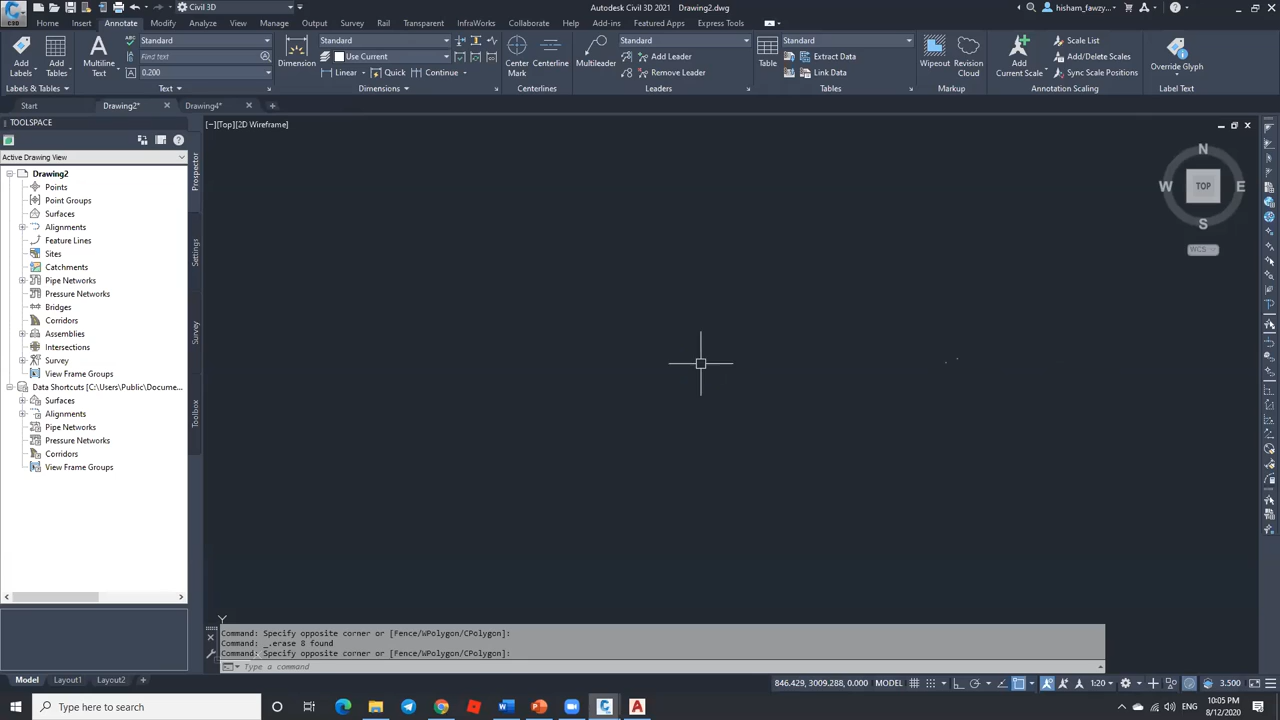 Civil 3D
Autodesk Civil 3D 2021 Drawing2.dwg
hisham_fawzy...
C3D
Home Insert Annotate Modify Analyze View Manage Output Survey Rail Transparent InfraWorks Collaborate Help Add-ins Featured Apps Express Tools
Add Labels
Add Tables
Labels & Tables
Multiline Text
Standard
Find text
0.200
Text
Dimension
Standard
Use Current
Linear Quick Continue
Dimensions
Center Mark
Centerline
Centerlines
Multileader
Standard
Add Leader
Remove Leader
Leaders
Table
Standard
Extract Data
Link Data
Tables
Wipeout
Revision Cloud
Markup
Add Current Scale
Scale List
Add/Delete Scales
Sync Scale Positions
Annotation Scaling
Override Glyph
Label Text
Start
Drawing2*
Drawing4*
TOOLSPACE
Active Drawing View
Drawing2
Points
Point Groups
Surfaces
Alignments
Feature Lines
Sites
Catchments
Pipe Networks
Pressure Networks
Bridges
Corridors
Assemblies
Intersections
Survey
View Frame Groups
Data Shortcuts [C:\Users\Public\Docume...
Surfaces
Alignments
Pipe Networks
Pressure Networks
Corridors
View Frame Groups
Prospector
Settings
Survey
Toolbox
[−][Top][2D Wireframe]
N
W TOP E
S
WCS
Y
Command: Specify opposite corner or [Fence/WPolygon/CPolygon]:
Command: _.erase 8 found
Command: Specify opposite corner or [Fence/WPolygon/CPolygon]:
Type a command
Model Layout1 Layout2
846.429, 3009.288, 0.000 MODEL
1:20
3.500
Type here to search
ENG
10:05 PM
8/12/2020